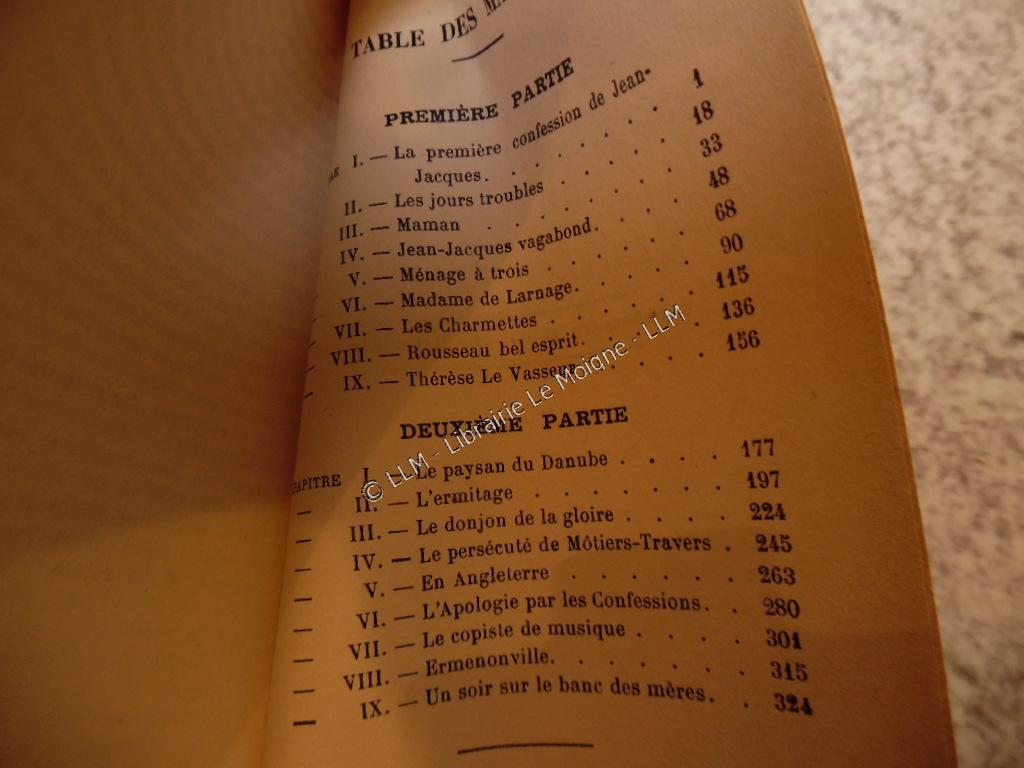 TABLE DES
PREMIÈRE PARTIE
I. — La première confession de Jean-
Jacques. . . . . . . 1
II. — Les jours troubles . . . . 18
III. — Maman . . . . . . 33
IV. — Jean-Jacques vagabond. . . . 48
V. — Ménage à trois . . . . . 68
VI. — Madame de Larnage. . . . . 90
VII. — Les Charmettes . . . . . 115
VIII. — Rousseau bel esprit. . . . . 136
IX. — Thérèse Le Vasseur . . . . 156
DEUXIÈME PARTIE
I. — Le paysan du Danube . . . . 177
— II. — L'ermitage . . . . . . . 197
— III. — Le donjon de la gloire . . . . 224
— IV. — Le persécuté de Môtiers-Travers . 245
— V. — En Angleterre . . . . . . 263
— VI. — L'Apologie par les Confessions. . 280
— VII. — Le copiste de musique . . . . 301
— VIII. — Ermenonville. . . . . . . 315
— IX. — Un soir sur le banc des mères. . 324
© LLM - Librairie Le Moigne - LLM